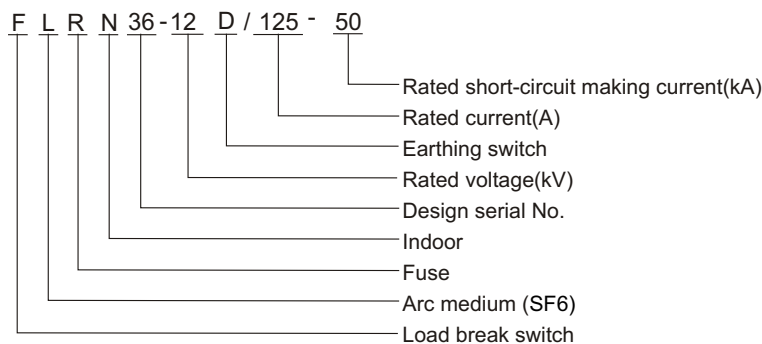 F L R N 36-12 D / 125 - 50
Rated short-circuit making current(kA)
Rated current(A)
Earthing switch
Rated voltage(kV)
Design serial No.
Indoor
Fuse
Arc medium (SF6)
Load break switch